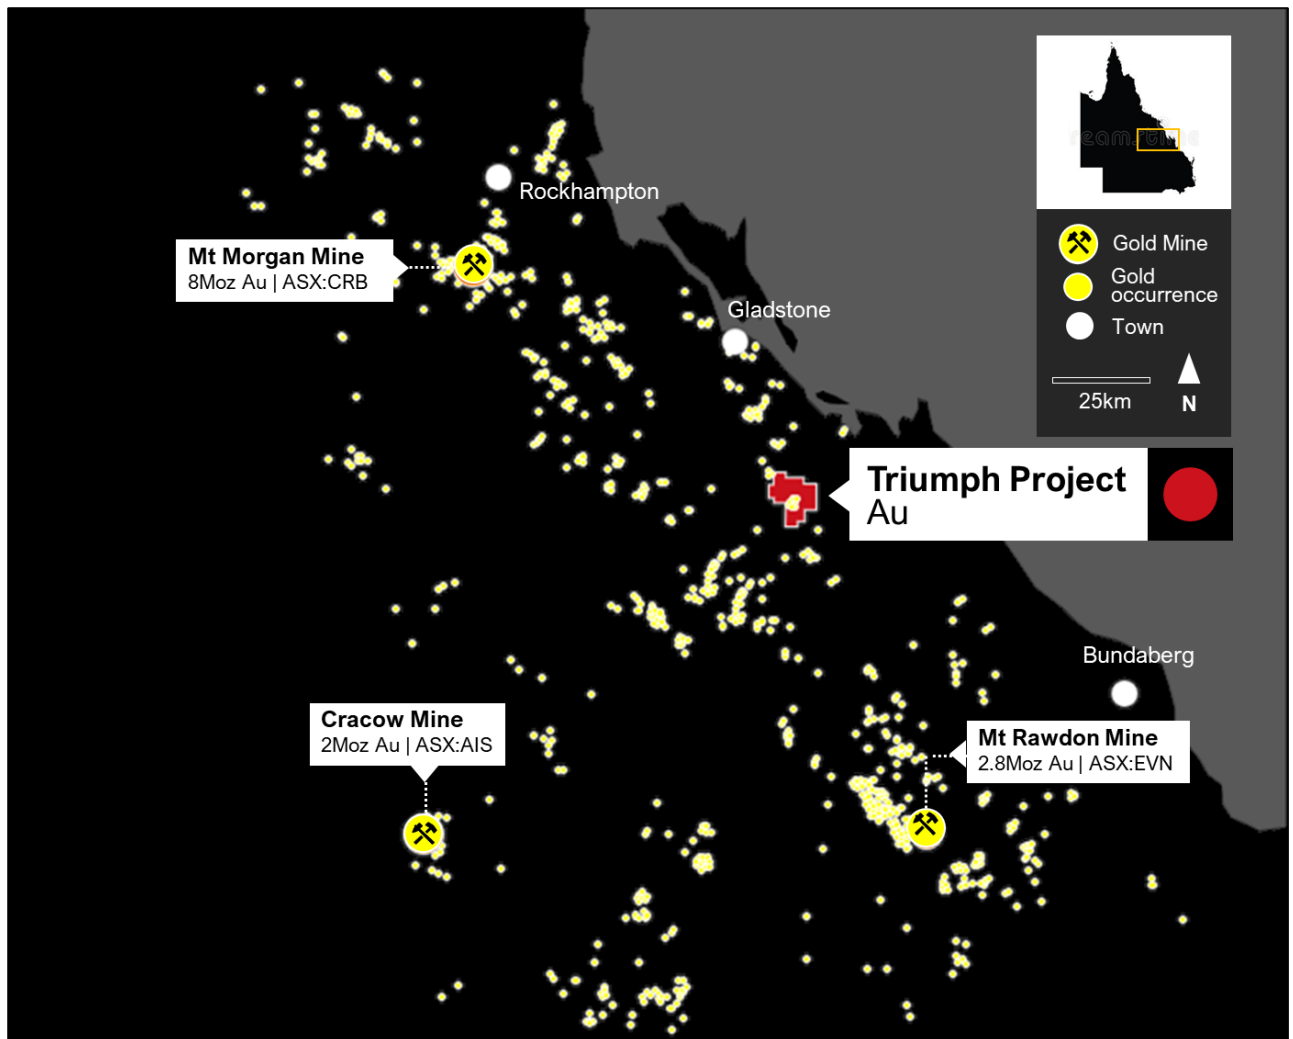 Rockhampton
Mt Morgan Mine
8Moz Au | ASX:CRB
Gladstone
Gold Mine
Gold
occurrence
Town
25km
N
Triumph Project
Au
Bundaberg
Cracow Mine
2Moz Au | ASX:AIS
Mt Rawdon Mine
2.8Moz Au | ASX:EVN